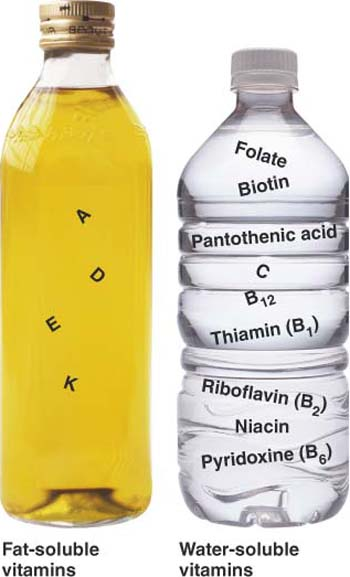 A
D
E
K
Folate
Biotin
Pantothenic acid
C
B12
Thiamin (B1)
Riboflavin (B2)
Niacin
Pyridoxine (B6)
Fat-soluble
vitamins
Water-soluble
vitamins